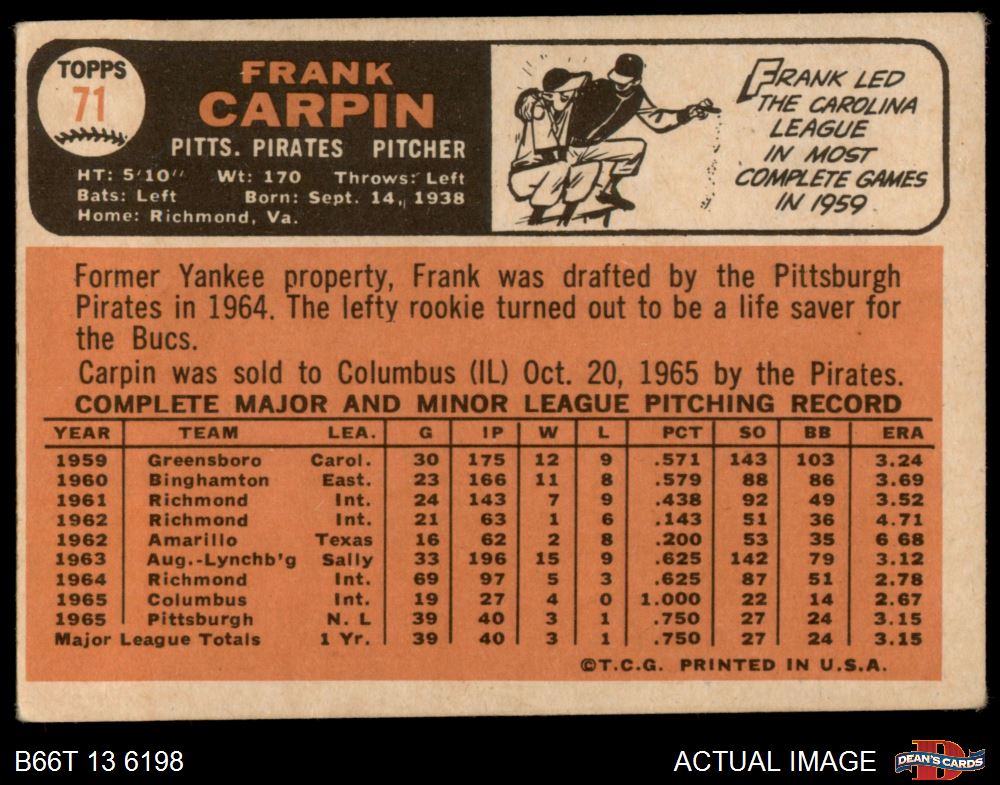 TOPPS
71
FRANK
CARPIN
PITTS. PIRATES PITCHER
HT: 5'10" Wt: 170 Throws: Left
Bats: Left Born: Sept. 14, 1938
Home: Richmond, Va.
FRANK LED
THE CAROLINA
LEAGUE
IN MOST
COMPLETE GAMES
IN 1959
Former Yankee property, Frank was drafted by the Pittsburgh
Pirates in 1964. The lefty rookie turned out to be a life saver for
the Bucs.
Carpin was sold to Columbus (IL) Oct. 20, 1965 by the Pirates.
COMPLETE MAJOR AND MINOR LEAGUE PITCHING RECORD
YEAR TEAM LEA. G IP W L PCT SO BB ERA
1959 Greensboro Carol. 30 175 12 9 .571 143 103 3.24
1960 Binghamton East. 23 166 11 8 .579 88 86 3.69
1961 Richmond Int. 24 143 7 9 .438 92 49 3.52
1962 Richmond Int. 21 63 1 6 .143 51 36 4.71
1962 Amarillo Texas 16 62 2 8 .200 53 35 6.68
1963 Aug.-Lynchb'g Sally 33 196 15 9 .625 142 79 3.12
1964 Richmond Int. 69 97 5 3 .625 87 51 2.78
1965 Columbus Int. 19 27 4 0 1.000 22 14 2.67
1965 Pittsburgh N. L 39 40 3 1 .750 27 24 3.15
Major League Totals 1 Yr. 39 40 3 1 .750 27 24 3.15
©T.C.G. PRINTED IN U.S.A.
B66T 13 6198 ACTUAL IMAGE DEAN'S CARDS